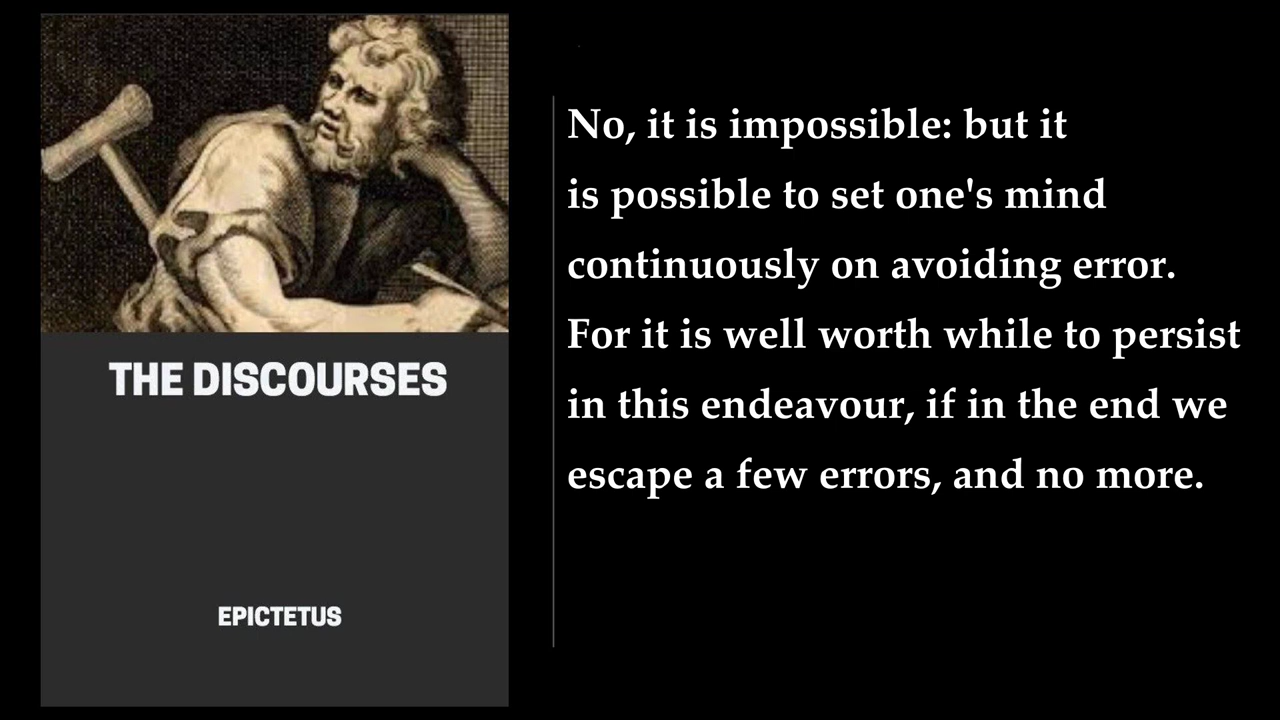 THE DISCOURSES
EPICTETUS
No, it is impossible: but it
is possible to set one's mind
continuously on avoiding error.
For it is well worth while to persist
in this endeavour, if in the end we
escape a few errors, and no more.